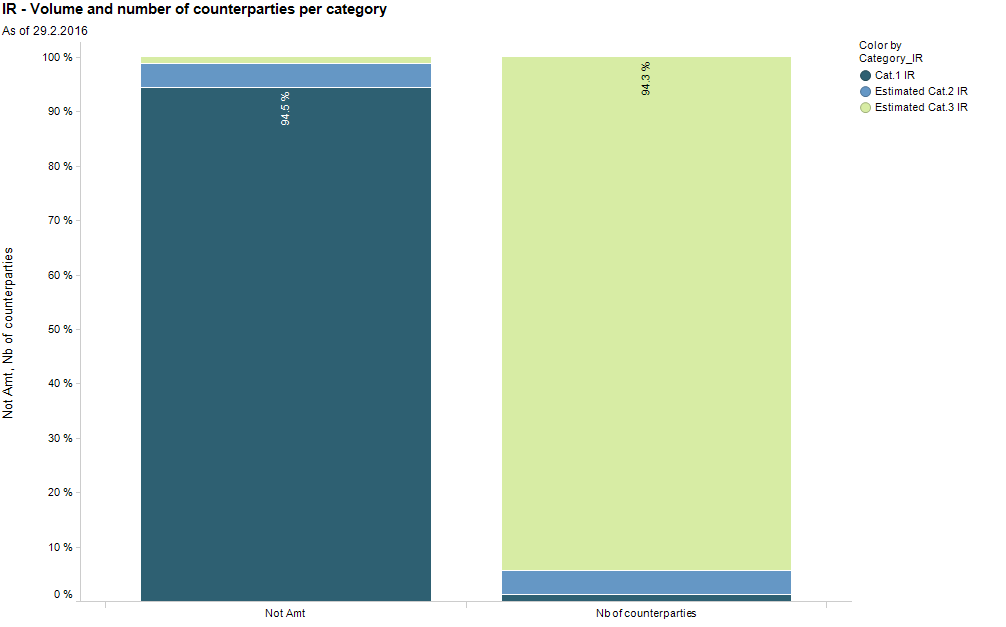 IR - Volume and number of counterparties per category
As of 29.2.2016
Color by
Category_IR
Cat.1 IR
Estimated Cat.2 IR
Estimated Cat.3 IR
Not Amt, Nb of counterparties
100 %
90 %
80 %
70 %
60 %
50 %
40 %
30 %
20 %
10 %
0 %
94.5 %
94.3 %
Not Amt
Nb of counterparties